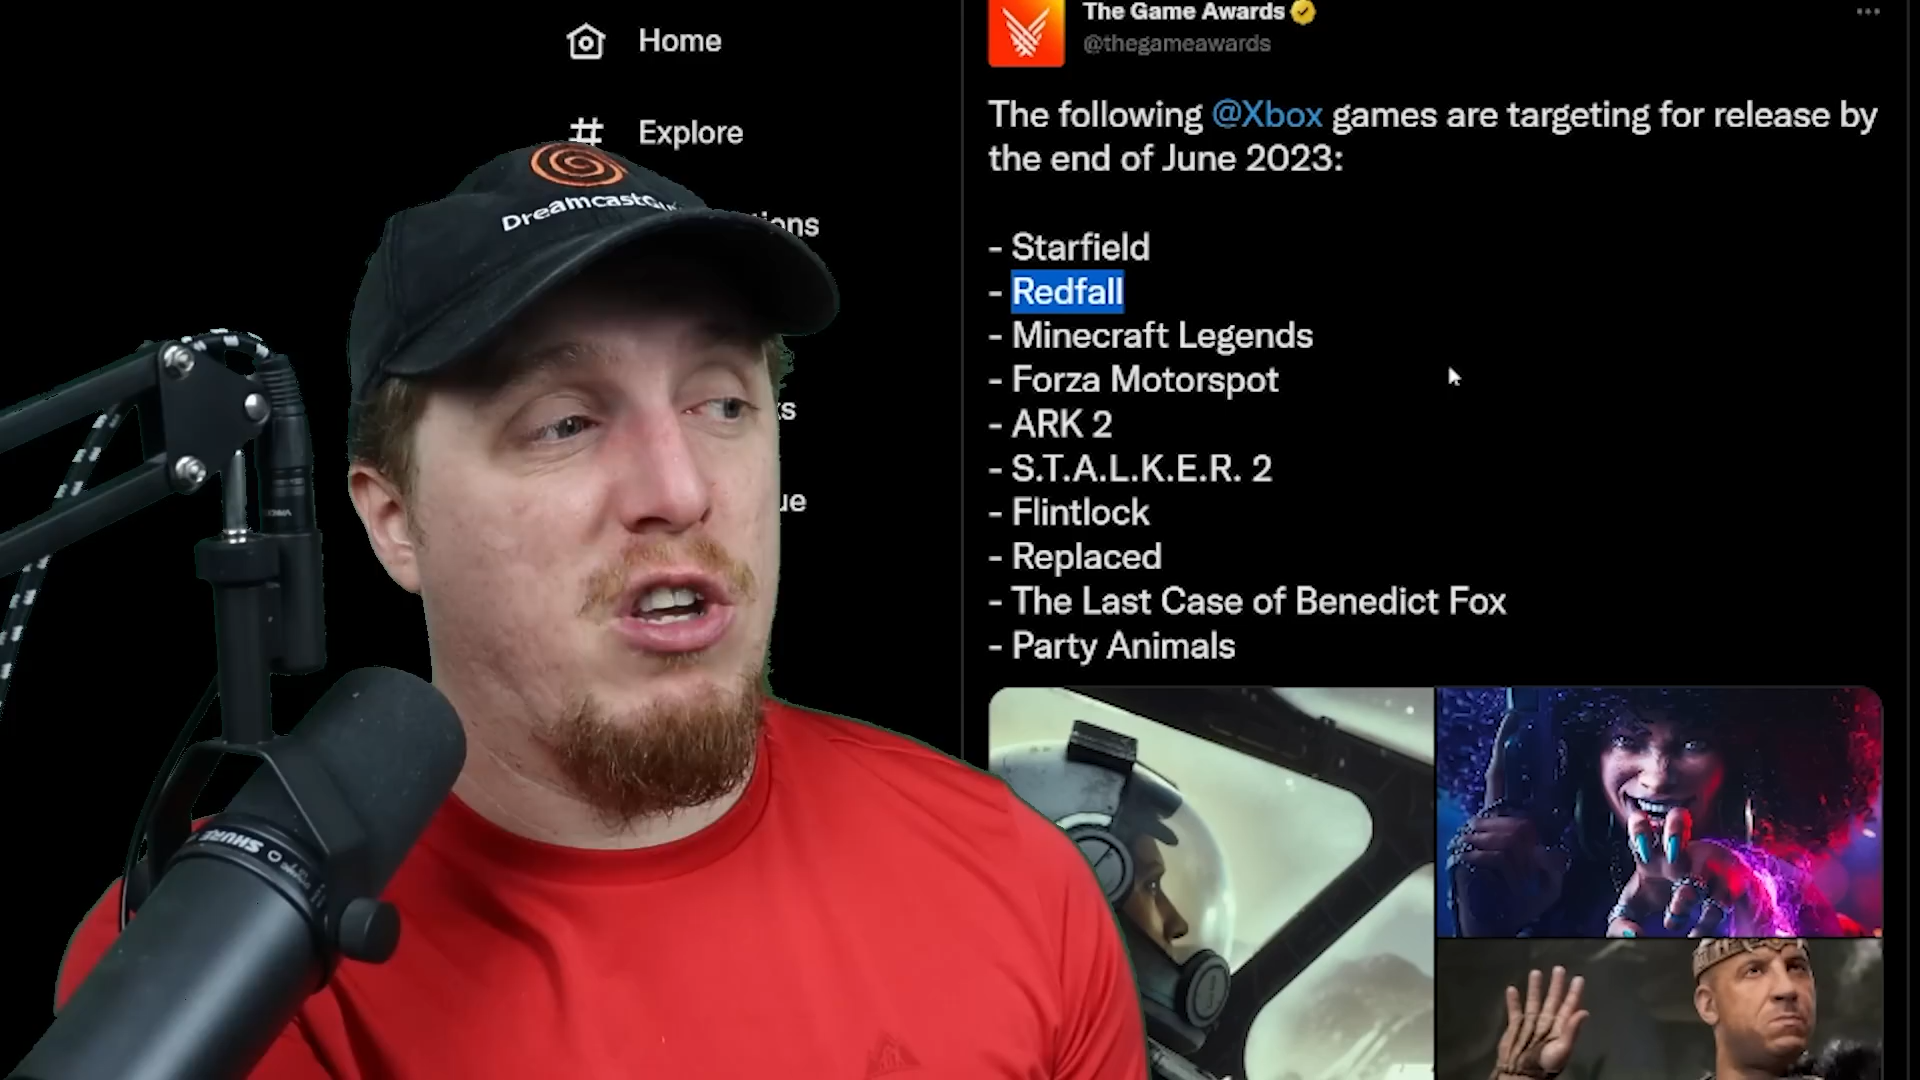 Home
Explore
The Game Awards
@thegameawards
The following @Xbox games are targeting for release by
the end of June 2023:
- Starfield
- Redfall
- Minecraft Legends
- Forza Motorspot
- ARK 2
- S.T.A.L.K.E.R. 2
- Flintlock
- Replaced
- The Last Case of Benedict Fox
- Party Animals
SHURE